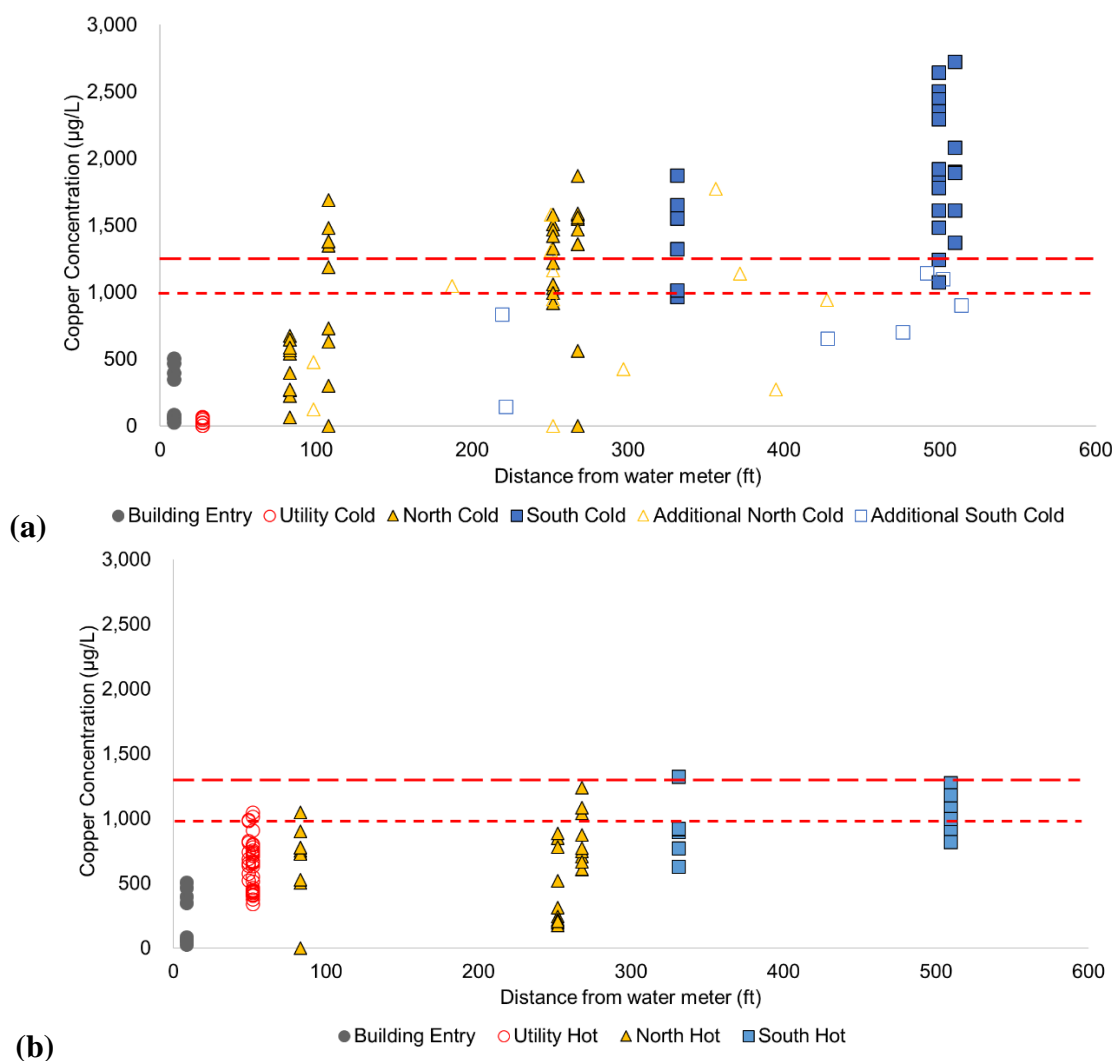 3,000
2,500
2,000
1,500
1,000
500
0
Copper Concentration (µg/L)
0 100 200 300 400 500 600
Distance from water meter (ft)
(a)
Building Entry Utility Cold North Cold South Cold Additional North Cold Additional South Cold
3,000
2,500
2,000
1,500
1,000
500
0
Copper Concentration (µg/L)
0 100 200 300 400 500 600
Distance from water meter (ft)
(b)
Building Entry Utility Hot North Hot South Hot